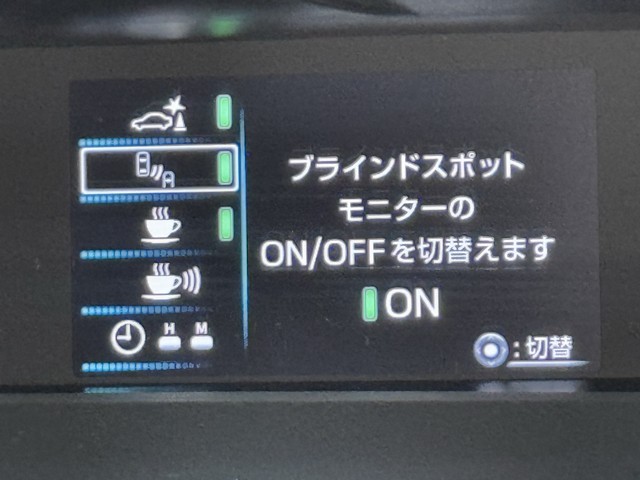 ブラインドスポット
モニターの
ON/OFFを切替えます
ON
H M
:切替